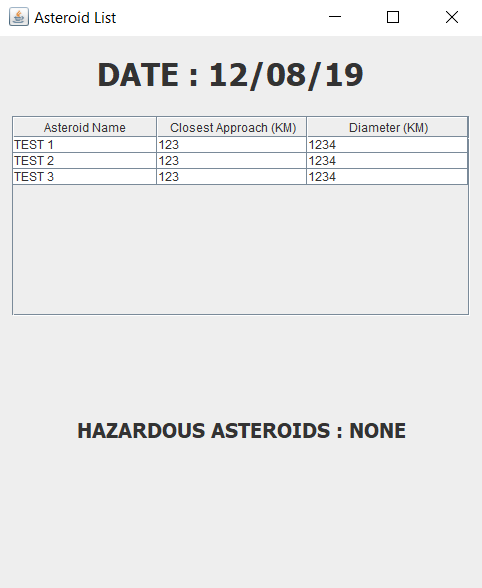 Asteroid List
DATE : 12/08/19
Asteroid Name Closest Approach (KM) Diameter (KM)
TEST 1 123 1234
TEST 2 123 1234
TEST 3 123 1234
HAZARDOUS ASTEROIDS : NONE